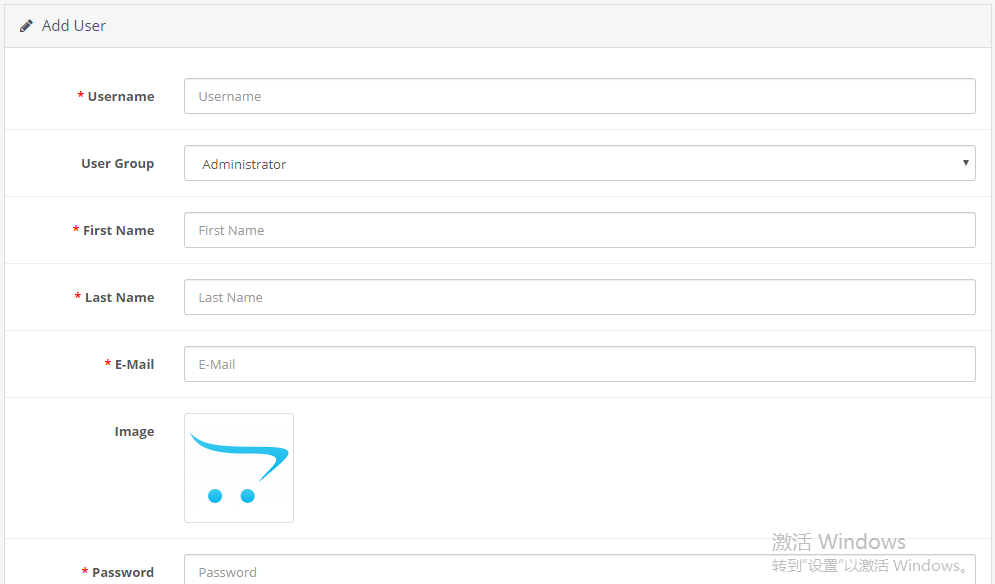 Add User
* Username
Username
User Group
Administrator
* First Name
First Name
* Last Name
Last Name
* E-Mail
E-Mail
Image
激活 Windows
转到"设置"以激活 Windows。
* Password
Password